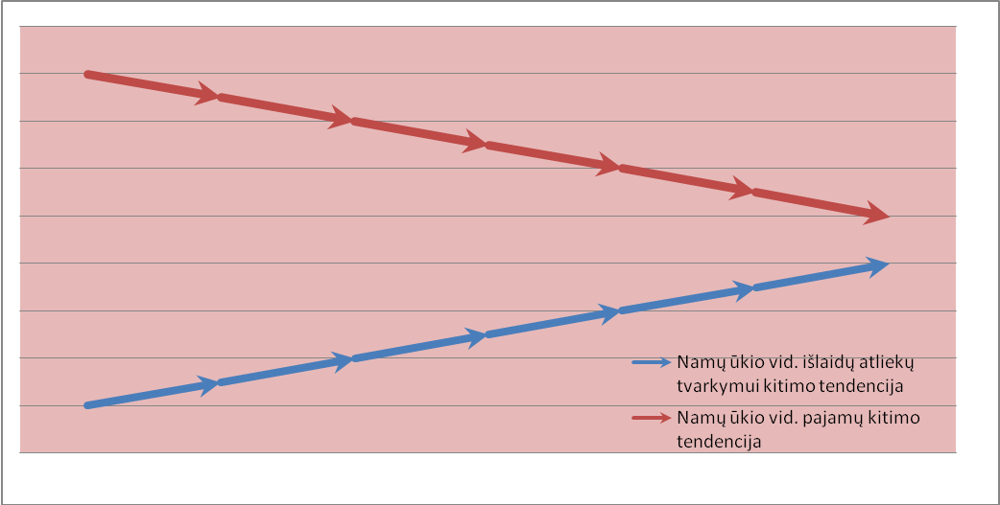 Namų ūkio vid. išlaidų atliekų
tvarkymui kitimo tendencija
Namų ūkio vid. pajamų kitimo
tendencija